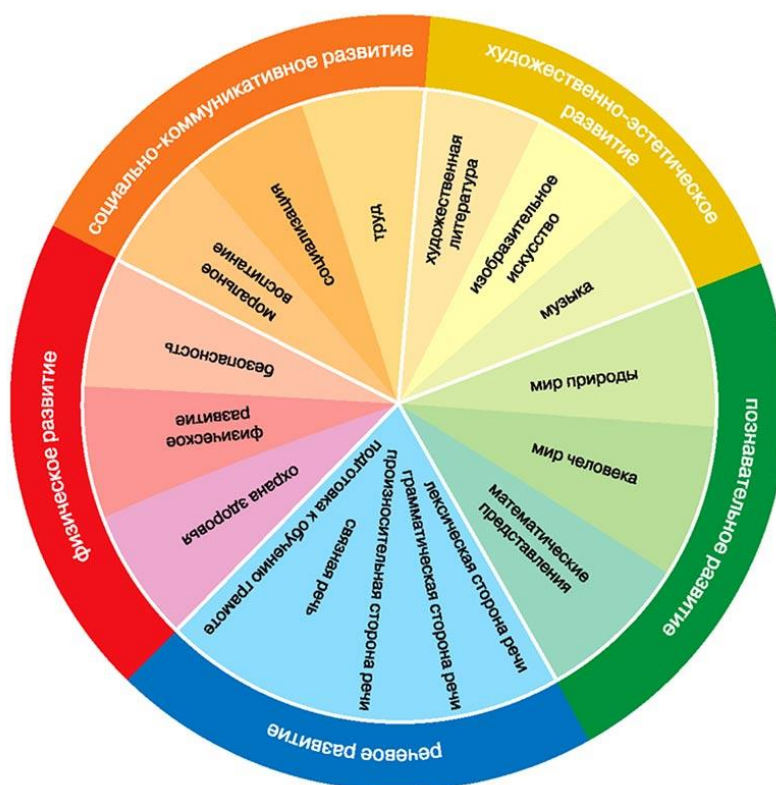 социально-коммуникативное развитие
моральное
воспитание
социализация
труд
художественно-эстетическое
развитие
художественная
литература
изобразительное
искусство
музыка
познавательное развитие
мир природы
мир человека
математические
представления
речевое развитие
лексическая сторона речи
грамматическая сторона речи
произносительная сторона речи
связная речь
подготовка к обучению грамоте
физическое развитие
охрана здоровья
физическое
развитие
безопасность